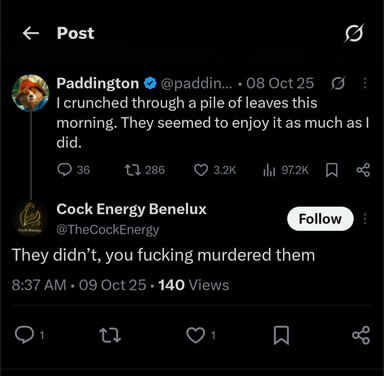 Post
Paddington @paddin... • 08 Oct 25
I crunched through a pile of leaves this
morning. They seemed to enjoy it as much as I
did.
36 286 3.2K 97.2K
Cock Energy Benelux
@TheCockEnergy
Follow
Cock Energy
They didn’t, you fucking murdered them
8:37 AM • 09 Oct 25 • 140 Views
1 1